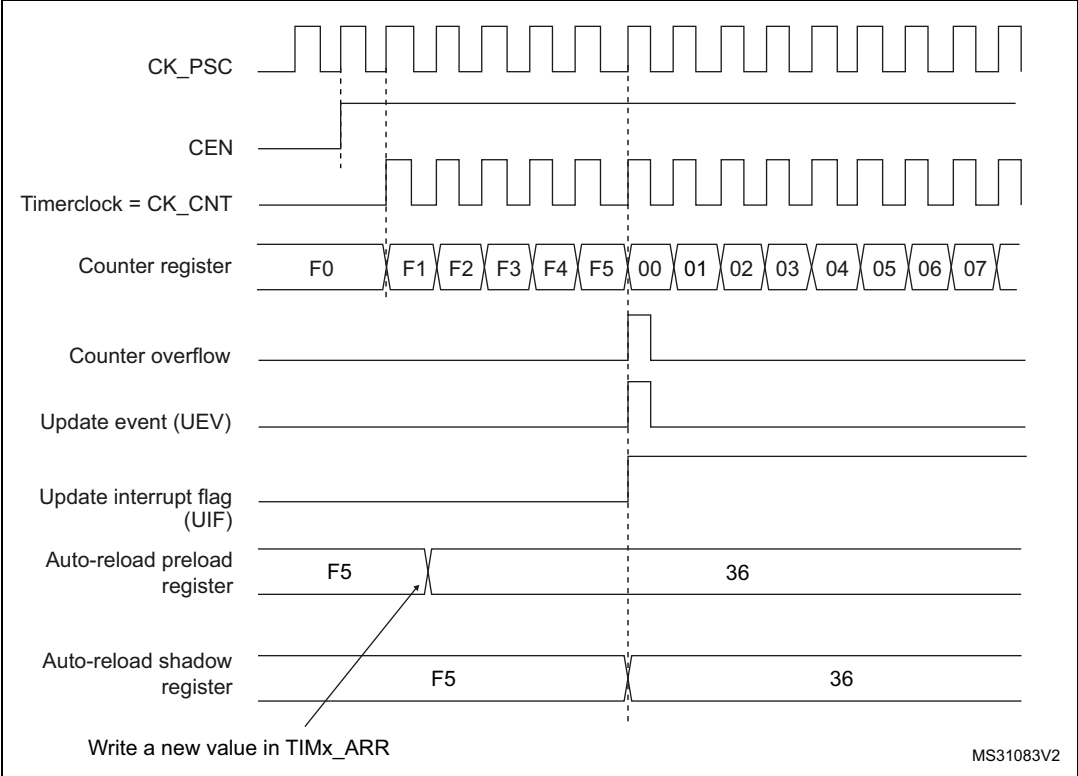 CK_PSC
CEN
Timerclock = CK_CNT
Counter register
F0 F1 F2 F3 F4 F5 00 01 02 03 04 05 06 07
Counter overflow
Update event (UEV)
Update interrupt flag
(UIF)
Auto-reload preload
register
F5 36
Auto-reload shadow
register
F5 36
Write a new value in TIMx_ARR
MS31083V2